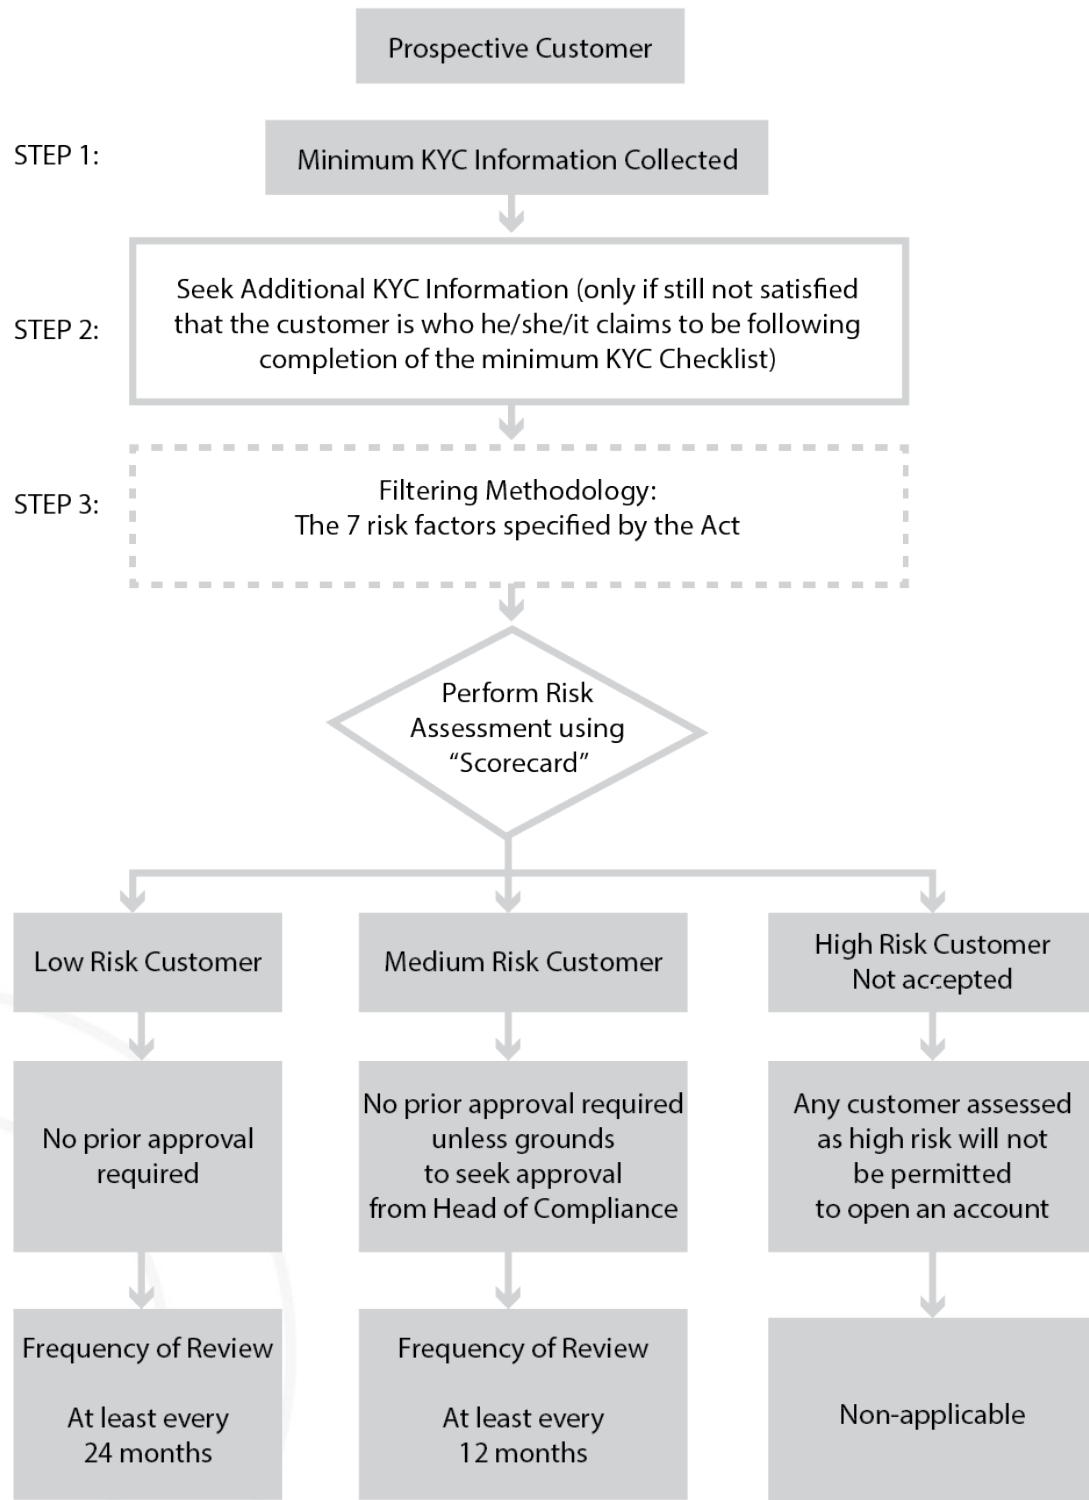 Prospective Customer
STEP 1:
Minimum KYC Information Collected
STEP 2:
Seek Additional KYC Information (only if still not satisfied
that the customer is who he/she/it claims to be following
completion of the minimum KYC Checklist)
STEP 3:
Filtering Methodology:
The 7 risk factors specified by the Act
Perform Risk
Assessment using
“Scorecard”
Low Risk Customer
Medium Risk Customer
High Risk Customer
Not accepted
No prior approval
required
No prior approval required
unless grounds
to seek approval
from Head of Compliance
Any customer assessed
as high risk will not
be permitted
to open an account
Frequency of Review
At least every
24 months
Frequency of Review
At least every
12 months
Non-applicable